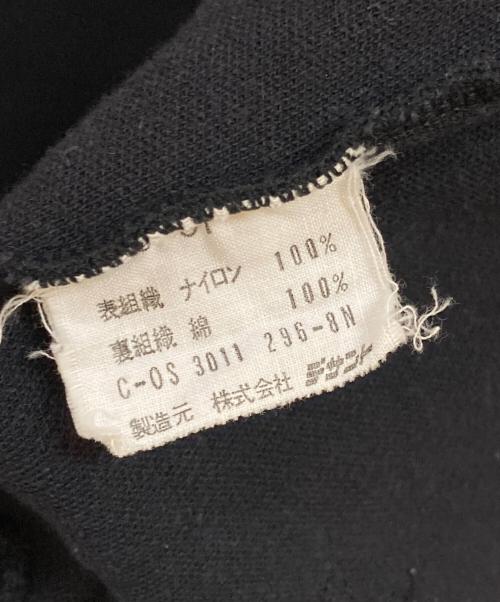 表組織 ナイロン 100%
裏組織 綿 100%
C-OS 3011 296-8N
製造元 株式会社